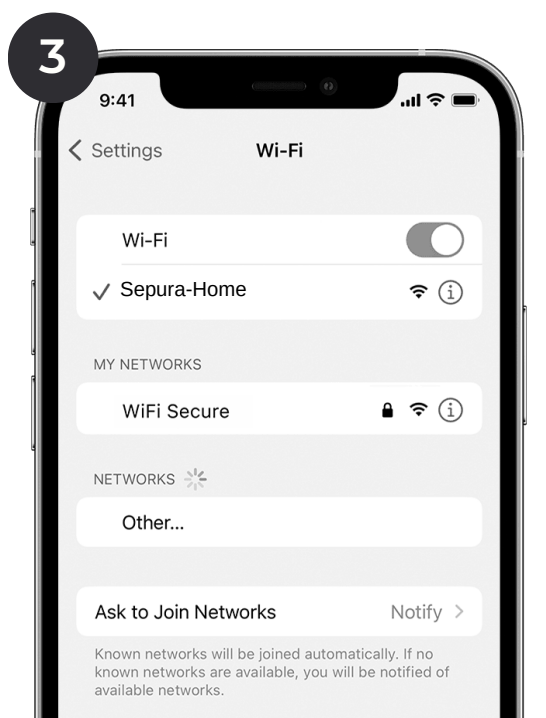 3
9:41
Settings
Wi-Fi
Wi-Fi
Sepura-Home
MY NETWORKS
WiFi Secure
NETWORKS
Other...
Ask to Join Networks
Notify
Known networks will be joined automatically. If no
known networks are available, you will be notified of
available networks.